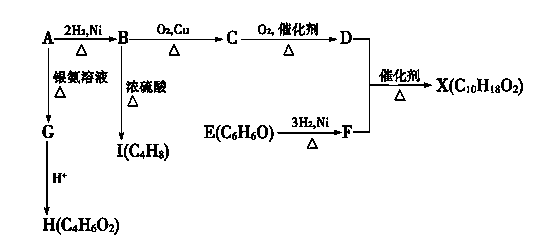 A 2H₂,Ni △ B O₂,Cu △ C O₂, 催化剂 △ D
银氨溶液 △
浓硫酸 △
催化剂 △ X(C₁₀H₁₈O₂)
G
I(C₄H₈)
E(C₆H₆O) 3H₂,Ni △ F
H⁺
H(C₄H₆O₂)